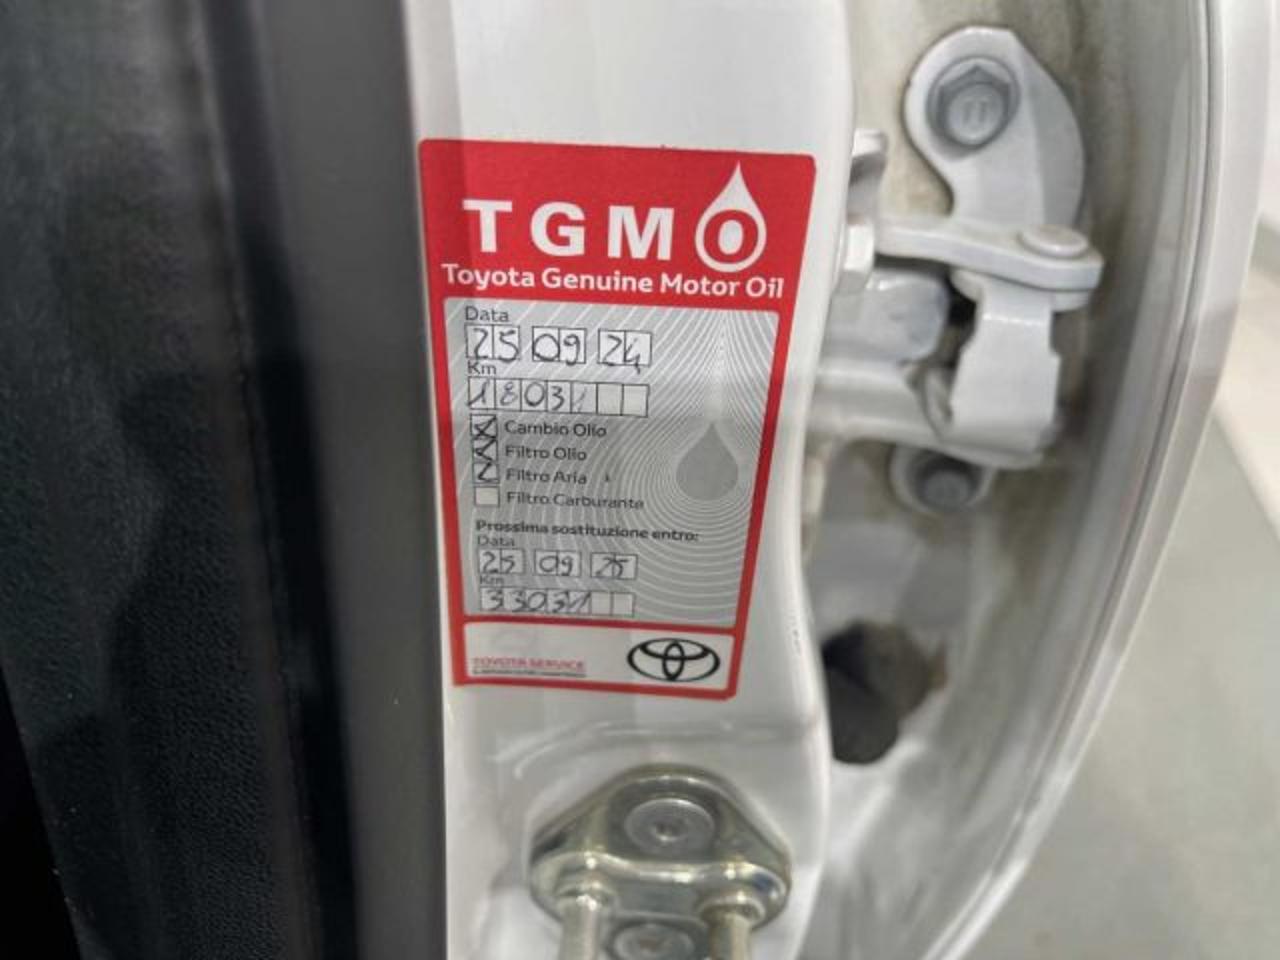 TGMO
Toyota Genuine Motor Oil
Data
25 09 24
Km
18031
Cambio Olio
Filtro Olio
Filtro Aria
Filtro Carburante
Prossima sostituzione entro:
Data
25 09 25
Km
33031
TOYOTA SERVICE